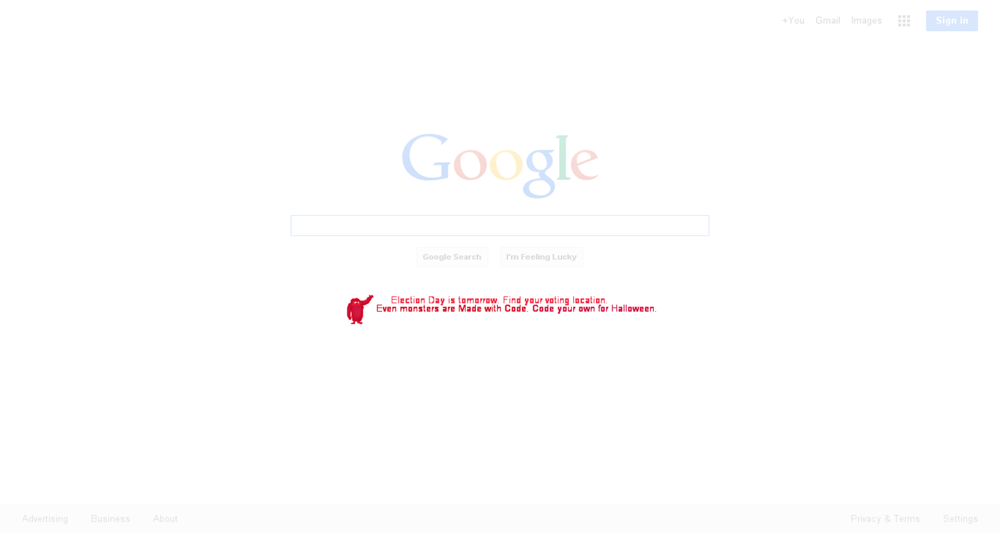 +You Gmail Images Sign in
Google
Google Search I'm Feeling Lucky
Election Day is tomorrow. Find your voting location.
Even monsters are Made with Code. Code your own for Halloween.
Advertising Business About Privacy & Terms Settings